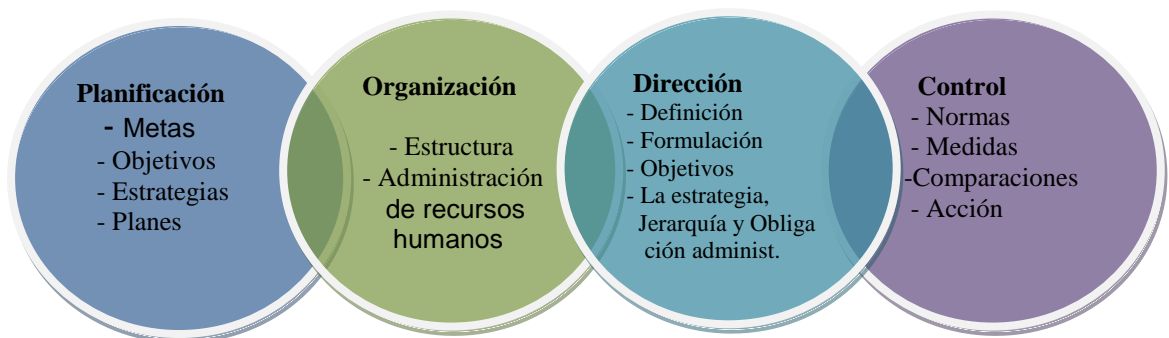 Planificación
- Metas
- Objetivos
- Estrategias
- Planes
Organización
- Estructura
- Administración
de recursos
humanos
Dirección
- Definición
- Formulación
- Objetivos
- La estrategia,
Jerarquía y Obliga
ción administ.
Control
- Normas
- Medidas
-Comparaciones
- Acción